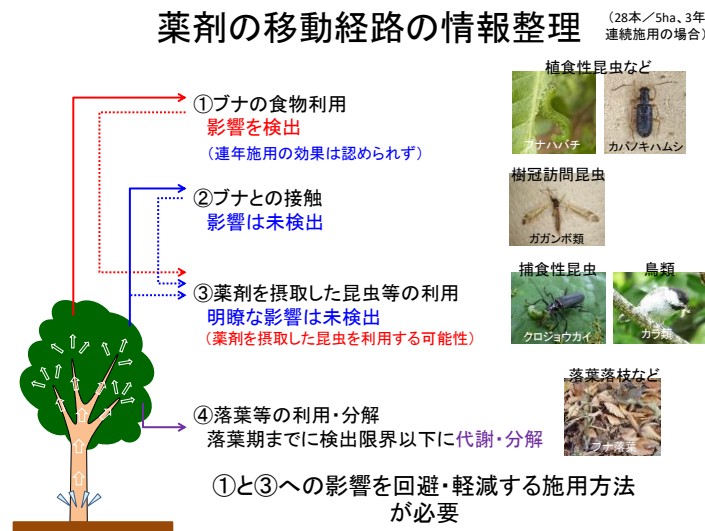 薬剤の移動経路の情報整理
(28本／5ha、3年
連続施用の場合)
植食性昆虫など
①ブナの食物利用
影響を検出
(連年施用の効果は認められず)
ブナハバチ
カバノキハムシ
樹冠訪問昆虫
②ブナとの接触
影響は未検出
ガガンボ類
捕食性昆虫
鳥類
③薬剤を摂取した昆虫等の利用
明瞭な影響は未検出
(薬剤を摂取した昆虫を利用する可能性)
クロジョウカイ
カラ類
落葉落枝など
④落葉等の利用・分解
落葉期までに検出限界以下に代謝・分解
ブナ落葉
①と③への影響を回避・軽減する施用方法
が必要